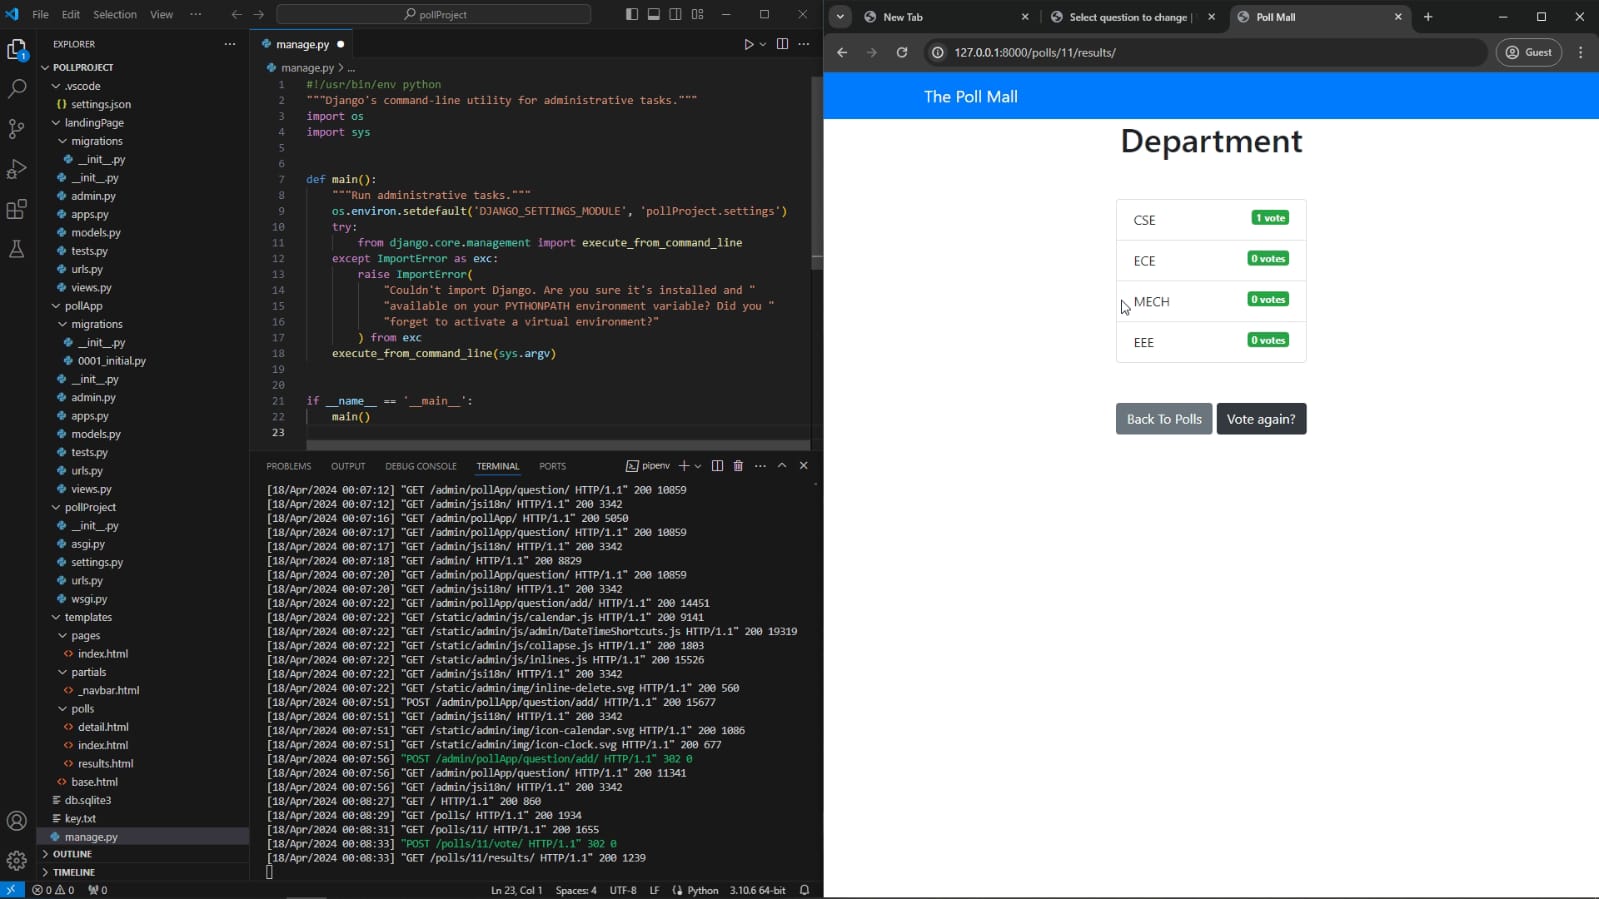 File Edit Selection View ··· pollProject
EXPLORER
POLLPROJECT
.vscode
{} settings.json
landingPage
migrations
__init__.py
__init__.py
admin.py
apps.py
models.py
tests.py
urls.py
views.py
pollApp
migrations
__init__.py
0001_initial.py
__init__.py
admin.py
apps.py
models.py
tests.py
urls.py
views.py
pollProject
__init__.py
asgi.py
settings.py
urls.py
wsgi.py
templates
pages
<> index.html
partials
<> _navbar.html
polls
<> detail.html
<> index.html
<> results.html
<> base.html
db.sqlite3
key.txt
manage.py
OUTLINE
TIMELINE
1
manage.py
manage.py > ...
1 #!/usr/bin/env python
2 """Django's command-line utility for administrative tasks."""
3 import os
4 import sys
5
6
7 def main():
8 """Run administrative tasks."""
9 os.environ.setdefault('DJANGO_SETTINGS_MODULE', 'pollProject.settings')
10 try:
11 from django.core.management import execute_from_command_line
12 except ImportError as exc:
13 raise ImportError(
14 "Couldn't import Django. Are you sure it's installed and "
15 "available on your PYTHONPATH environment variable? Did you "
16 "forget to activate a virtual environment?"
17 ) from exc
18 execute_from_command_line(sys.argv)
19
20
21 if __name__ == '__main__':
22 main()
23
PROBLEMS OUTPUT DEBUG CONSOLE TERMINAL PORTS pipenv
[18/Apr/2024 00:07:12] "GET /admin/pollApp/question/ HTTP/1.1" 200 10859
[18/Apr/2024 00:07:12] "GET /admin/jsi18n/ HTTP/1.1" 200 3342
[18/Apr/2024 00:07:16] "GET /admin/pollApp/ HTTP/1.1" 200 5050
[18/Apr/2024 00:07:17] "GET /admin/pollApp/question/ HTTP/1.1" 200 10859
[18/Apr/2024 00:07:17] "GET /admin/jsi18n/ HTTP/1.1" 200 3342
[18/Apr/2024 00:07:18] "GET /admin/ HTTP/1.1" 200 8829
[18/Apr/2024 00:07:20] "GET /admin/pollApp/question/ HTTP/1.1" 200 10859
[18/Apr/2024 00:07:20] "GET /admin/jsi18n/ HTTP/1.1" 200 3342
[18/Apr/2024 00:07:22] "GET /admin/pollApp/question/add/ HTTP/1.1" 200 14451
[18/Apr/2024 00:07:22] "GET /static/admin/js/calendar.js HTTP/1.1" 200 9141
[18/Apr/2024 00:07:22] "GET /static/admin/js/admin/DateTimeShortcuts.js HTTP/1.1" 200 19319
[18/Apr/2024 00:07:22] "GET /static/admin/js/collapse.js HTTP/1.1" 200 1803
[18/Apr/2024 00:07:22] "GET /static/admin/js/inlines.js HTTP/1.1" 200 15526
[18/Apr/2024 00:07:22] "GET /admin/jsi18n/ HTTP/1.1" 200 3342
[18/Apr/2024 00:07:22] "GET /static/admin/img/inline-delete.svg HTTP/1.1" 200 560
[18/Apr/2024 00:07:51] "POST /admin/pollApp/question/add/ HTTP/1.1" 200 15677
[18/Apr/2024 00:07:51] "GET /admin/jsi18n/ HTTP/1.1" 200 3342
[18/Apr/2024 00:07:51] "GET /static/admin/img/icon-calendar.svg HTTP/1.1" 200 1086
[18/Apr/2024 00:07:51] "GET /static/admin/img/icon-clock.svg HTTP/1.1" 200 677
[18/Apr/2024 00:07:56] "POST /admin/pollApp/question/add/ HTTP/1.1" 302 0
[18/Apr/2024 00:07:56] "GET /admin/pollApp/question/ HTTP/1.1" 200 11341
[18/Apr/2024 00:07:56] "GET /admin/jsi18n/ HTTP/1.1" 200 3342
[18/Apr/2024 00:08:27] "GET / HTTP/1.1" 200 860
[18/Apr/2024 00:08:29] "GET /polls/ HTTP/1.1" 200 1934
[18/Apr/2024 00:08:31] "GET /polls/11/ HTTP/1.1" 200 1655
[18/Apr/2024 00:08:33] "POST /polls/11/vote/ HTTP/1.1" 302 0
[18/Apr/2024 00:08:33] "GET /polls/11/results/ HTTP/1.1" 200 1239
0 0 0 Ln 23, Col 1 Spaces: 4 UTF-8 LF Python 3.10.6 64-bit
New Tab Select question to change | Poll Mall
127.0.0.1:8000/polls/11/results/ Guest
The Poll Mall
Department
CSE 1 vote
ECE 0 votes
MECH 0 votes
EEE 0 votes
Back To Polls Vote again?